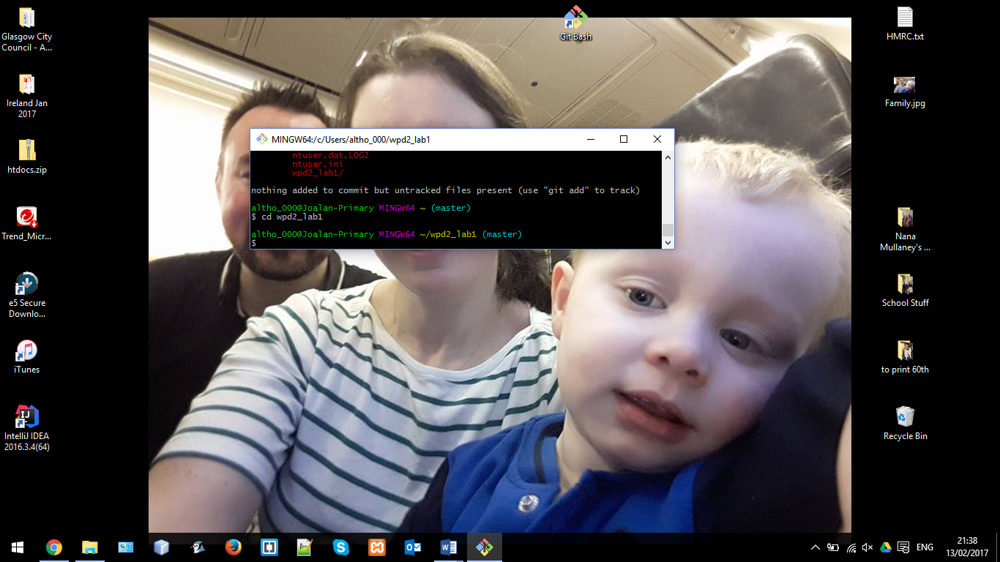 Glasgow City
Council - A...
Ireland Jan
2017
htdocs.zip
Trend_Micr...
e5 Secure
Downlo...
iTunes
IJ
IntelliJ IDEA
2016.3.4(64)
Git Bash
MINGW64:/c/Users/altho_000/wpd2_lab1
ntuser.dat.LOG2
ntuser.ini
wpd2_lab1/
nothing added to commit but untracked files present (use "git add" to track)
altho_000@Joalan-Primary MINGW64 ~ (master)
$ cd wpd2_lab1
altho_000@Joalan-Primary MINGW64 ~/wpd2_lab1 (master)
$
HMRC.txt
Family.jpg
Nana
Mullaney's ...
School Stuff
to print 60th
Recycle Bin
ENG
21:38
13/02/2017